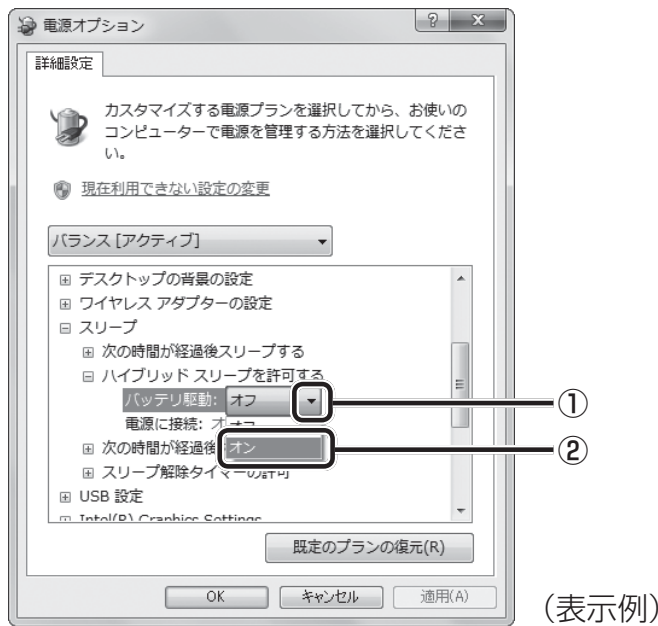 電源オプション
詳細設定
カスタマイズする電源プランを選択してから、お使いの
コンピューターで電源を管理する方法を選択してくださ
い。
現在利用できない設定の変更
バランス [アクティブ]
デスクトップの背景の設定
ワイヤレス アダプターの設定
スリープ
次の時間が経過後スリープする
ハイブリッド スリープを許可する
バッテリ駆動: オフ
①
電源に接続:
次の時間が経過後 オン
②
スリープ解除タイマーの許可
USB 設定
Intel(R) Graphics Settings
既定のプランの復元(R)
OK キャンセル 適用(A)
(表示例)